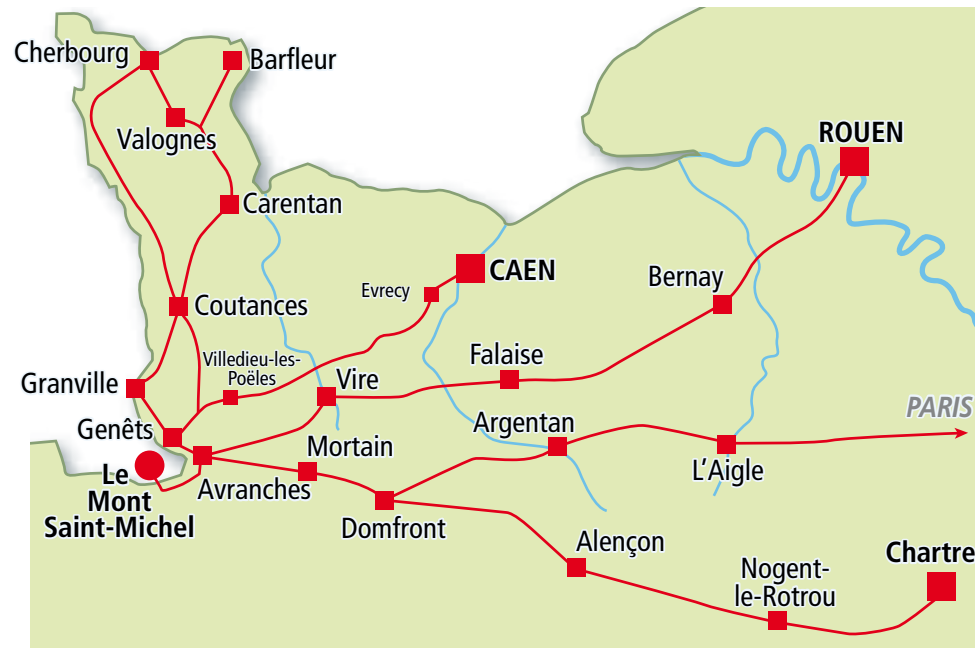 Cherbourg
Barfleur
Valognes
ROUEN
Carentan
CAEN
Evrecy
Bernay
Coutances
Villedieu-les-
Poëles
Falaise
Vire
Granville
PARIS
Genêts
Argentan
Mortain
L'Aigle
Avranches
Le
Mont
Saint-Michel
Domfront
Alençon
Chartre
Nogent-
le-Rotrou